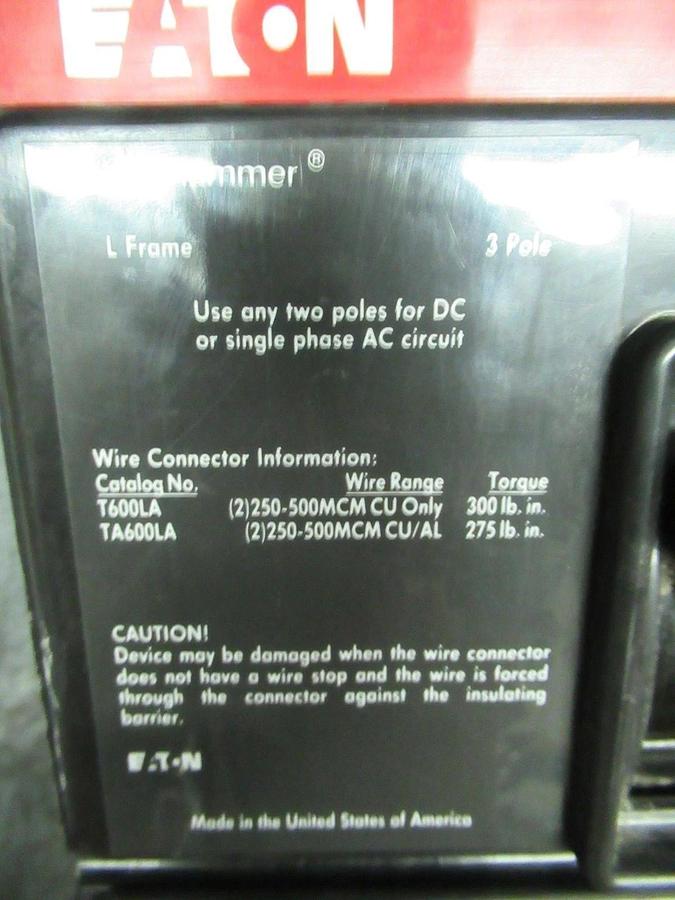 EATON
mmer®
L Frame 3 Pole
Use any two poles for DC
or single phase AC circuit
Wire Connector Information:
Catalog No. Wire Range Torque
T600LA (2)250-500MCM CU Only 300 lb. in.
TA600LA (2)250-500MCM CU/AL 275 lb. in.
CAUTION!
Device may be damaged when the wire connector
does not have a wire stop and the wire is forced
through the connector against the insulating
barrier.
EATON
Made in the United States of America